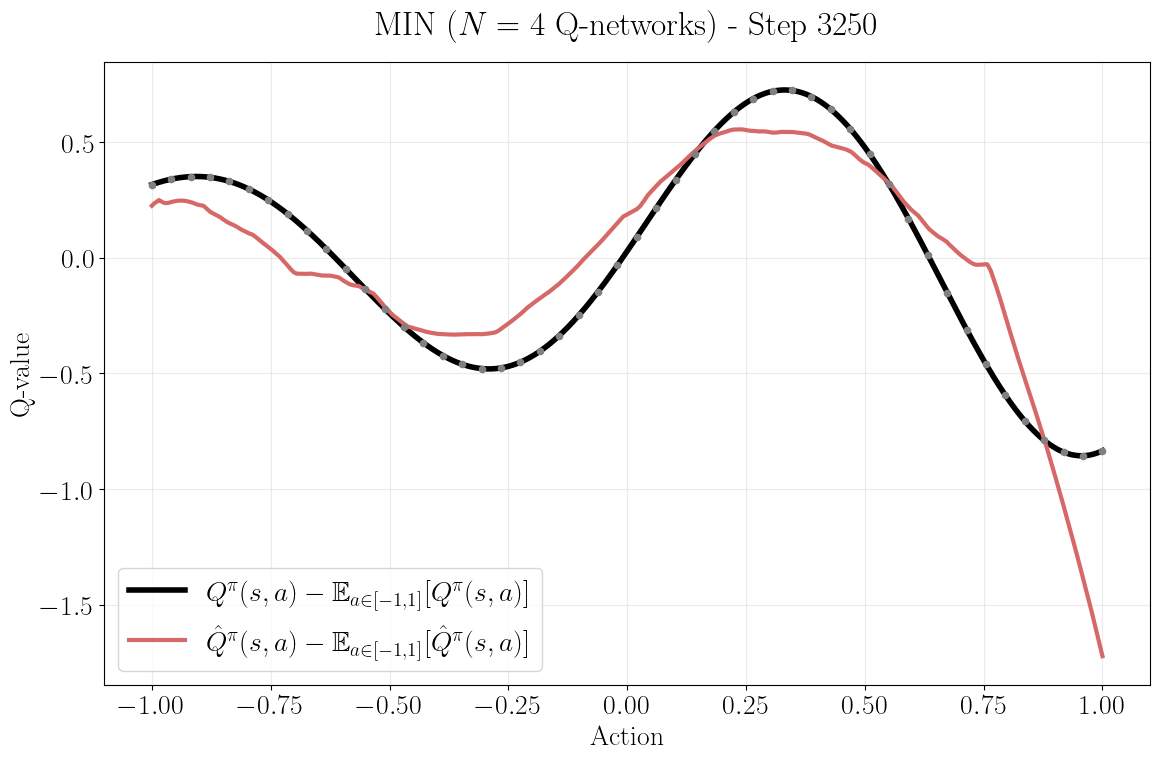 MIN (N = 4 Q-networks) - Step 3250
Q-value
0.5
0.0
−0.5
−1.0
−1.5
Q^π(s, a) − 𝔼_{a∈[−1,1]}[Q^π(s, a)]
Q̂^π(s, a) − 𝔼_{a∈[−1,1]}[Q̂^π(s, a)]
−1.00 −0.75 −0.50 −0.25 0.00 0.25 0.50 0.75 1.00
Action